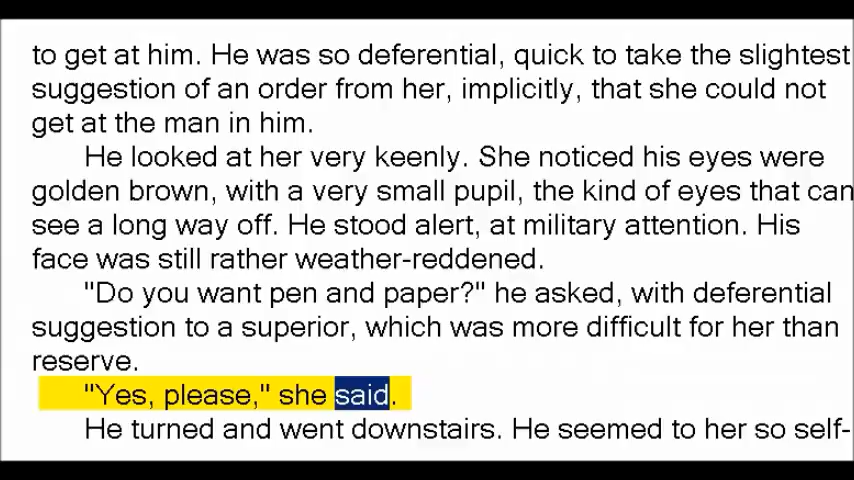 to get at him. He was so deferential, quick to take the slightest
suggestion of an order from her, implicitly, that she could not
get at the man in him.
He looked at her very keenly. She noticed his eyes were
golden brown, with a very small pupil, the kind of eyes that can
see a long way off. He stood alert, at military attention. His
face was still rather weather-reddened.
"Do you want pen and paper?" he asked, with deferential
suggestion to a superior, which was more difficult for her than
reserve.
"Yes, please," she said.
He turned and went downstairs. He seemed to her so self-